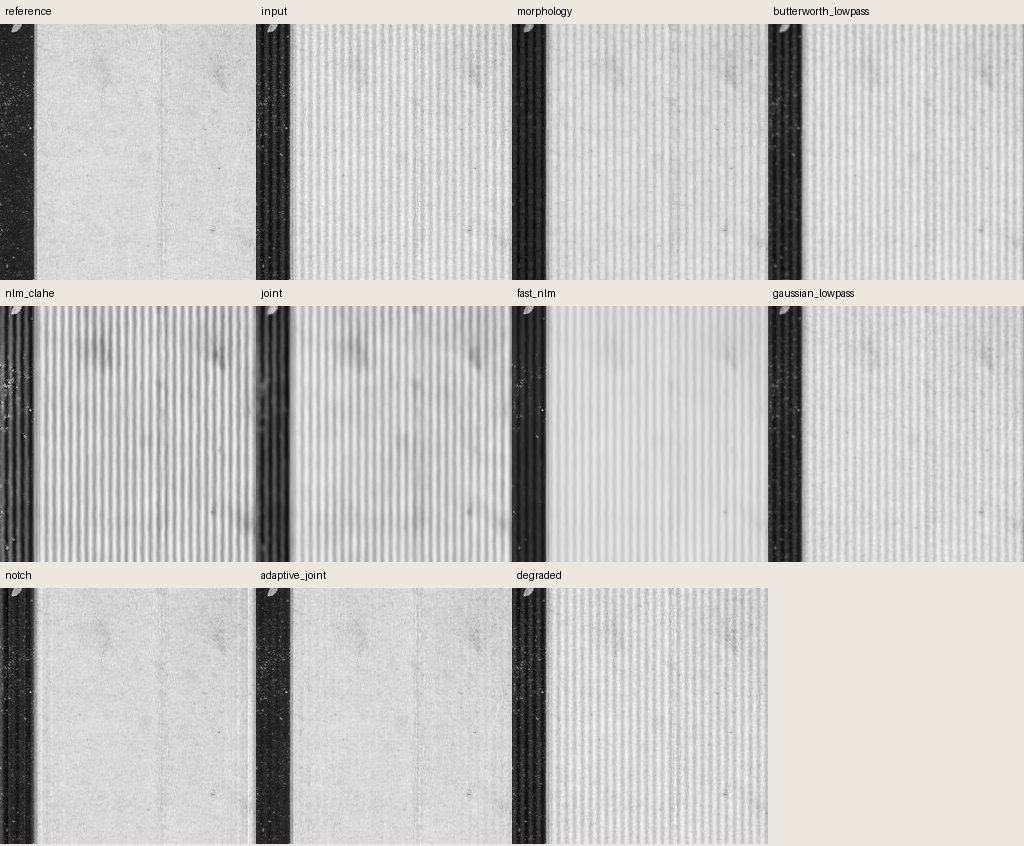 reference
input
morphology
butterworth_lowpass
nlm_clahe
joint
fast_nlm
gaussian_lowpass
notch
adaptive_joint
degraded